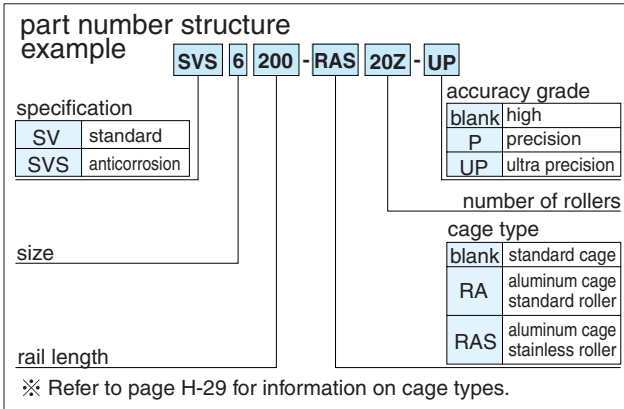 part number structure
example
SVS 6 200 - RAS 20Z - UP
specification
SV standard
SVS anticorrosion
size
rail length
accuracy grade
blank high
P precision
UP ultra precision
number of rollers
cage type
blank standard cage
RA aluminum cage
standard roller
RAS aluminum cage
stainless roller
※ Refer to page H-29 for information on cage types.